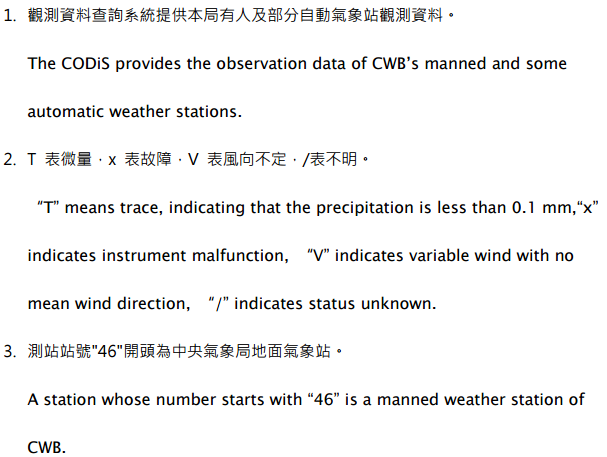 1. 觀測資料查詢系統提供本局有人及部分自動氣象站觀測資料。
The CODiS provides the observation data of CWB’s manned and some
automatic weather stations.
2. T 表微量，x 表故障，V 表風向不定，/表不明。
“T” means trace, indicating that the precipitation is less than 0.1 mm,“x”
indicates instrument malfunction, “V” indicates variable wind with no
mean wind direction, “/” indicates status unknown.
3. 測站站號"46"開頭為中央氣象局地面氣象站。
A station whose number starts with “46” is a manned weather station of
CWB.